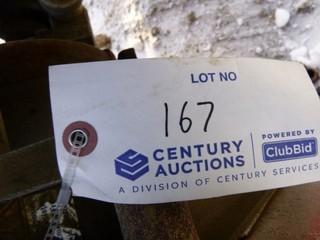 LOT NO
167
CENTURY AUCTIONS
POWERED BY
ClubBid
A DIVISION OF CENTURY SERVICES